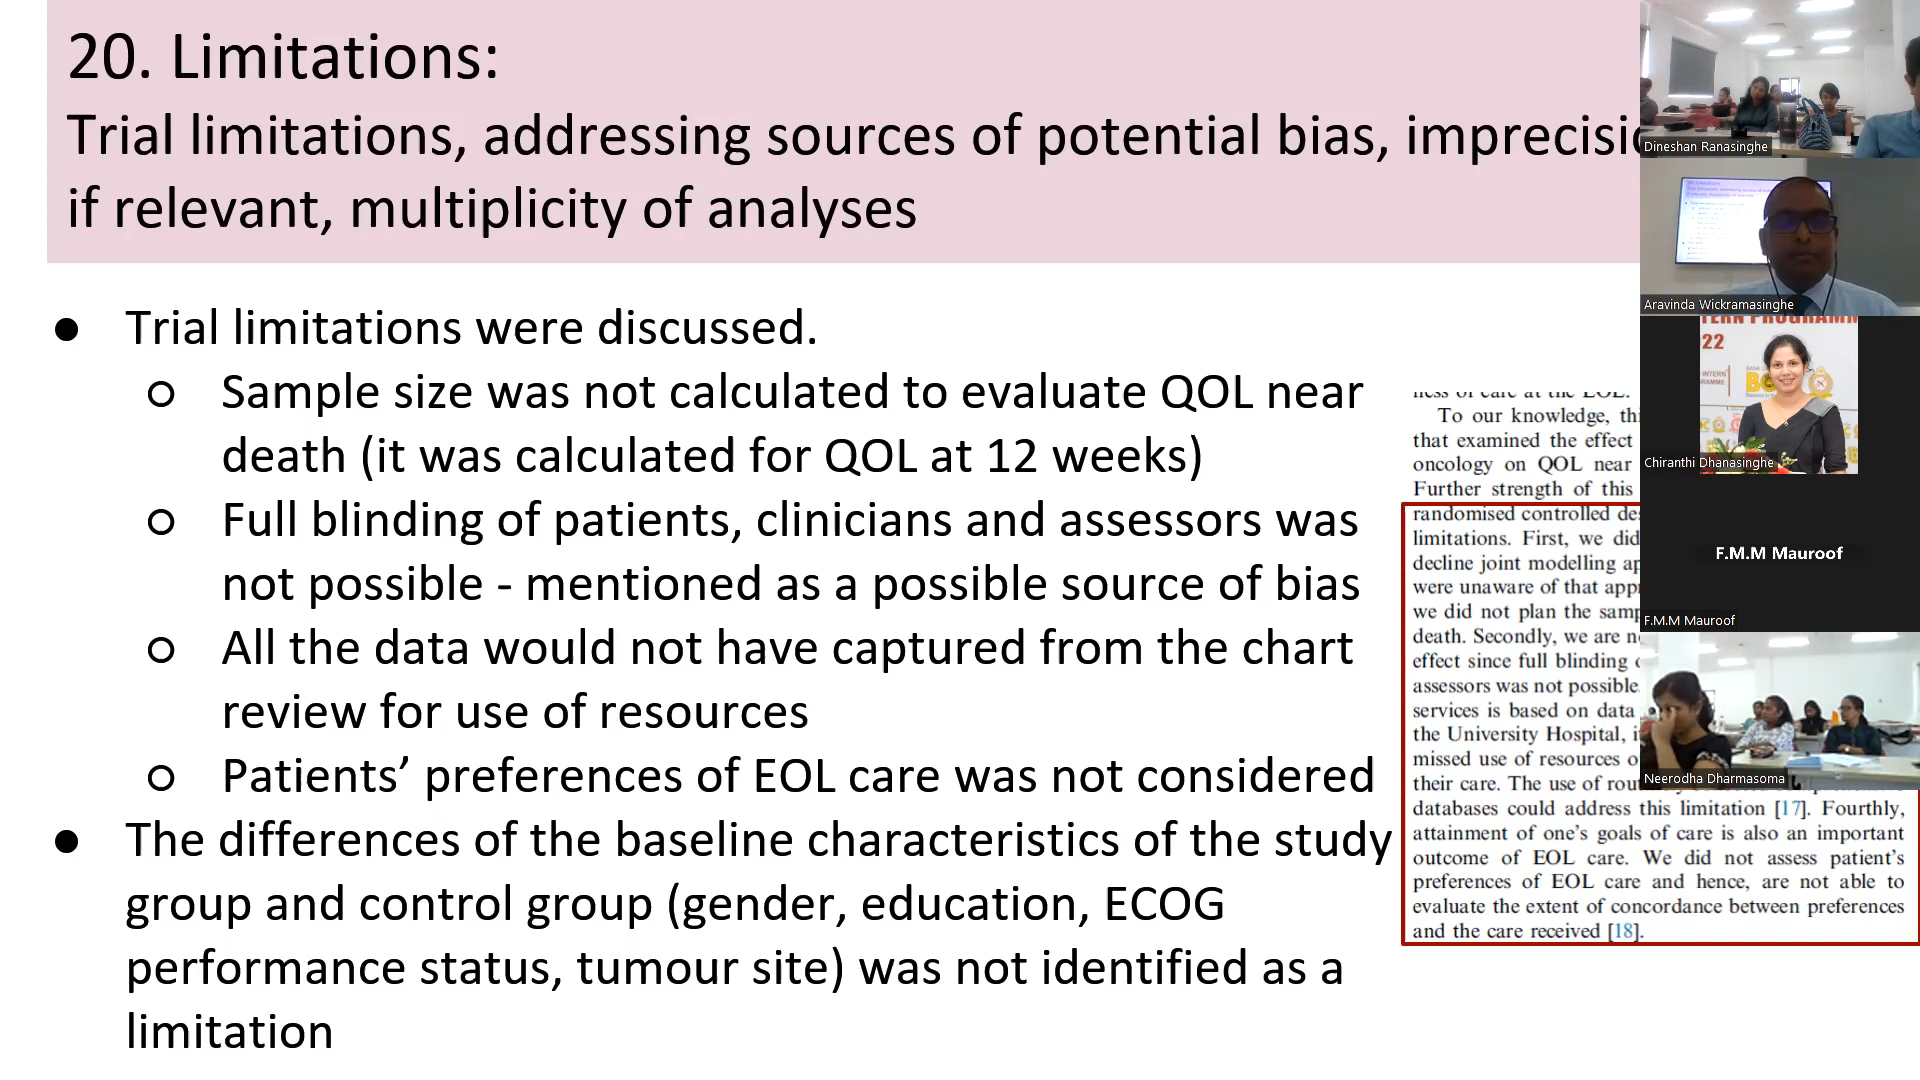 20. Limitations:
Trial limitations, addressing sources of potential bias,
if relevant, multiplicity of analyses
● Trial limitations were discussed.
○ Sample size was not calculated to evaluate QOL near
death (it was calculated for QOL at 12 weeks)
○ Full blinding of patients, clinicians and assessors was
not possible - mentioned as a possible source of bias
○ All the data would not have captured from the chart
review for use of resources
○ Patients’ preferences of EOL care was not considered
● The differences of the baseline characteristics of the study
group and control group (gender, education, ECOG
performance status, tumour site) was not identified as a
limitation
ness of care at the EOL.
To our knowledge,
that examined the effect
oncology on QOL near
Further strength of this
randomised controlled
limitations. First, we did
decline joint modelling
were unaware of that
we did not plan the
death. Secondly, we are
effect since full blinding
assessors was not possible.
services is based on data
the University Hospital,
missed use of resources
their care. The use of
databases could address this limitation [17]. Fourthly,
attainment of one’s goals of care is also an important
outcome of EOL care. We did not assess patient’s
preferences of EOL care and hence, are not able to
evaluate the extent of concordance between preferences
and the care received [18].
Dineshan Ranasinghe
Aravinda Wickramasinghe
22
Chiranthi Dhanasinghe
F.M.M Mauroof
F.M.M Mauroof
Neerodha Dharmasoma